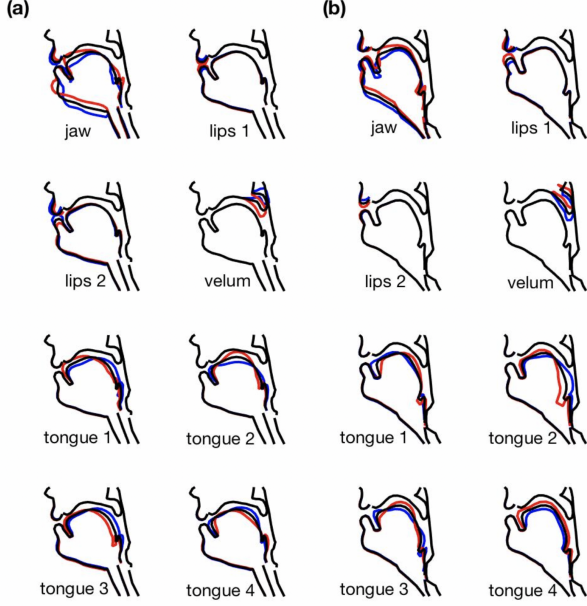 (a)
(b)
jaw
lips 1
jaw
lips 1
lips 2
velum
lips 2
velum
tongue 1
tongue 2
tongue 1
tongue 2
tongue 3
tongue 4
tongue 3
tongue 4